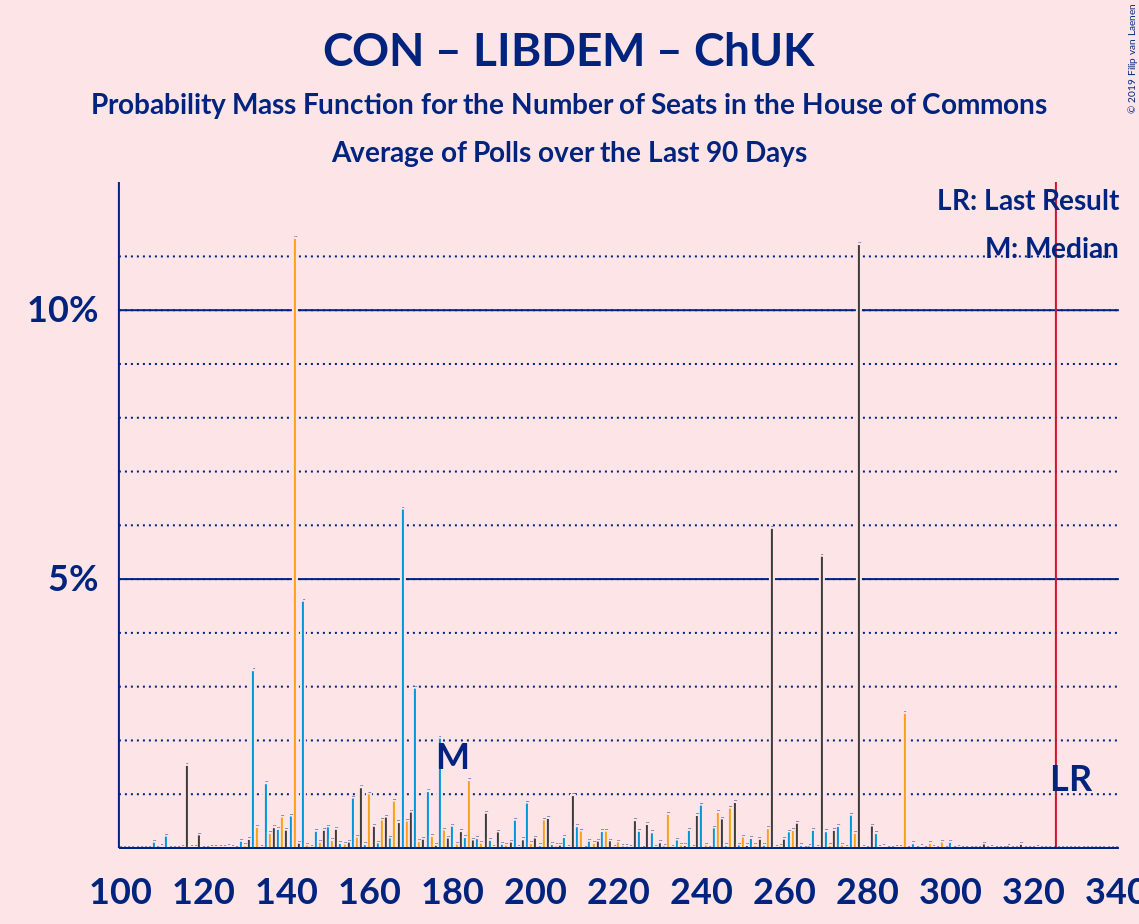 CON – LIBDEM – ChUK
Probability Mass Function for the Number of Seats in the House of Commons
Average of Polls over the Last 90 Days
© 2019 Filip van Laenen
LR: Last Result
M: Median
10%
5%
M
LR
100 120 140 160 180 200 220 240 260 280 300 320 340